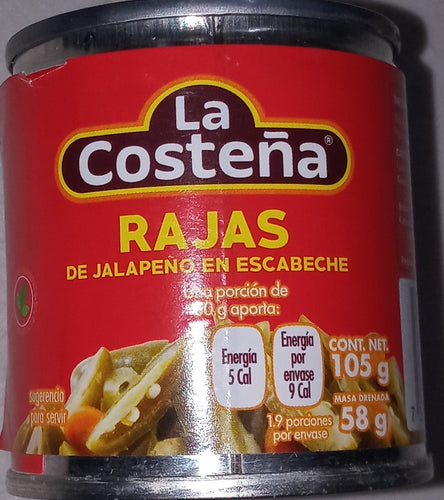 La
Costeña®
RAJAS
DE JALAPEÑO EN ESCABECHE
porción de
g aporta:
Energía
5 Cal
Energía
por
envase
9 Cal
CONT. NET.
105 g
MASA DRENADA
58 g
1.9 porciones
por envase
Sugerencia
para servir